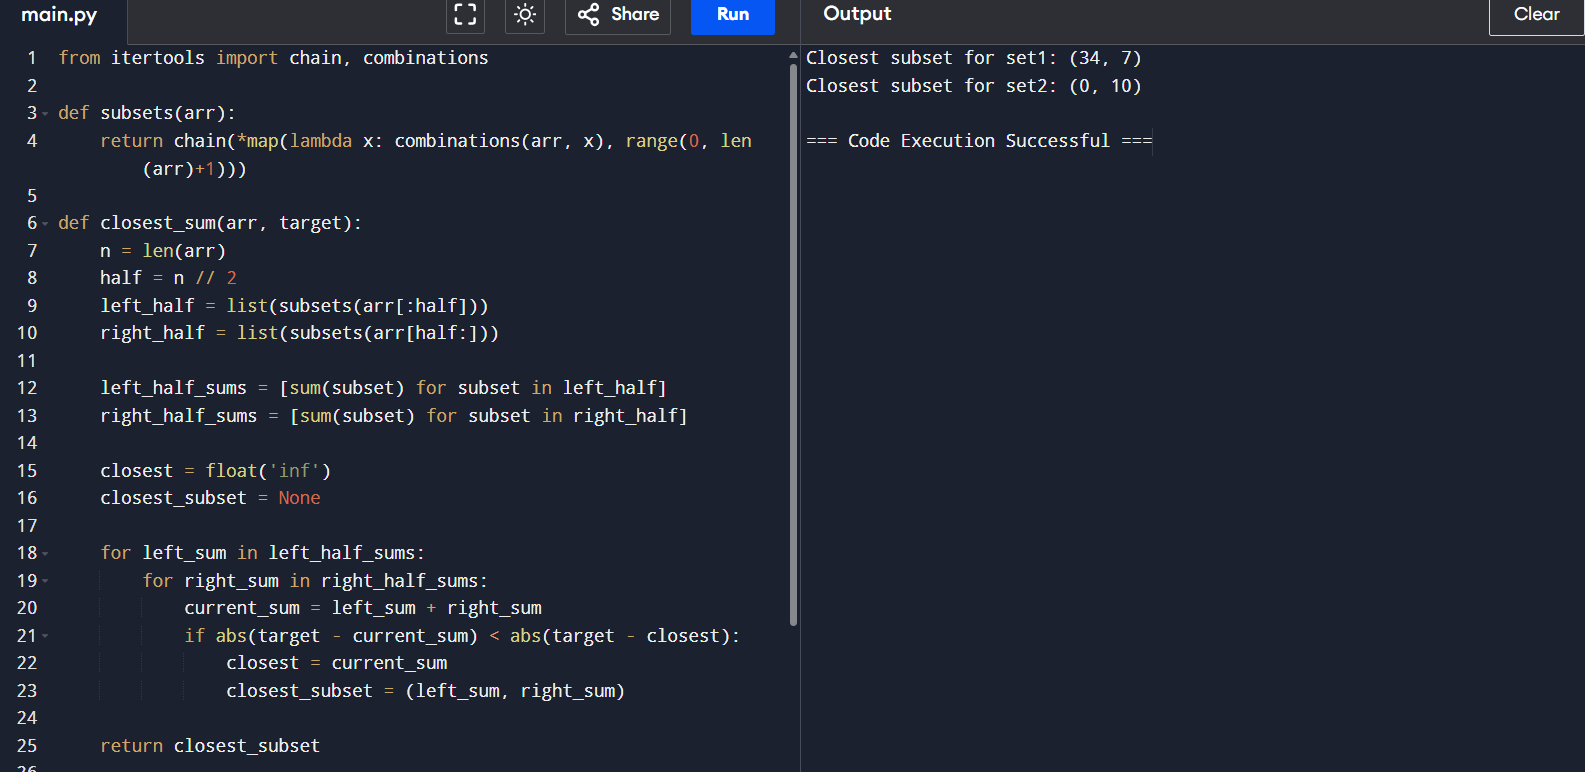 main.py
Share
Run
Output
Clear
1 from itertools import chain, combinations
2
3 def subsets(arr):
4     return chain(*map(lambda x: combinations(arr, x), range(0, len
(arr)+1)))
5
6 def closest_sum(arr, target):
7     n = len(arr)
8     half = n // 2
9     left_half = list(subsets(arr[:half]))
10     right_half = list(subsets(arr[half:]))
11
12     left_half_sums = [sum(subset) for subset in left_half]
13     right_half_sums = [sum(subset) for subset in right_half]
14
15     closest = float('inf')
16     closest_subset = None
17
18     for left_sum in left_half_sums:
19         for right_sum in right_half_sums:
20             current_sum = left_sum + right_sum
21             if abs(target - current_sum) < abs(target - closest):
22                 closest = current_sum
23                 closest_subset = (left_sum, right_sum)
24
25     return closest_subset
26
Closest subset for set1: (34, 7)
Closest subset for set2: (0, 10)
=== Code Execution Successful ===